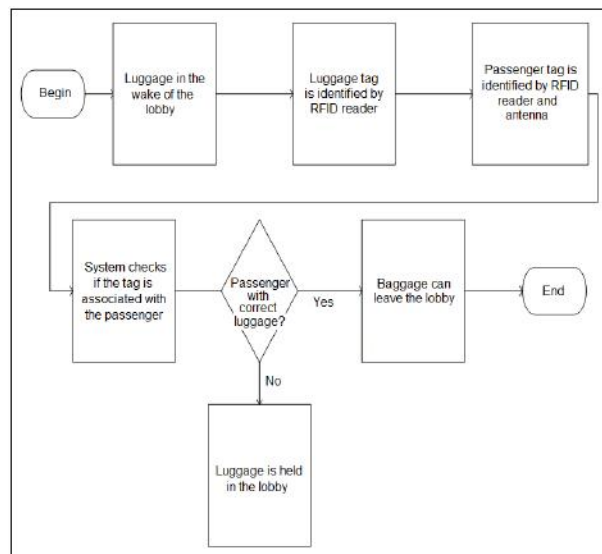 Begin
Luggage in the
wake of the
lobby
Luggage tag
is identified by
RFID reader
Passenger tag is
identified by RFID
reader and
antenna
System checks
if the tag is
associated with
the passenger
Passenger
with
correct
luggage?
Yes
Baggage can
leave the lobby
End
No
Luggage is held
in the lobby